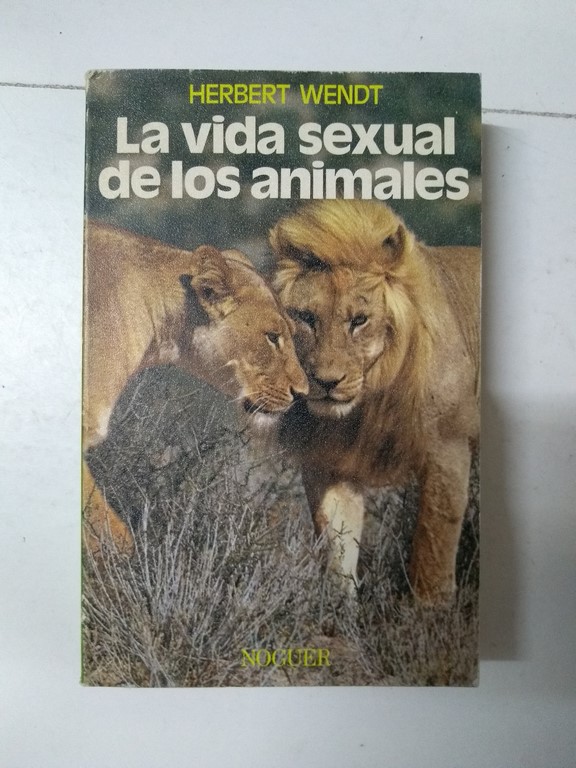 HERBERT WENDT
La vida sexual
de los animales
NOGUER